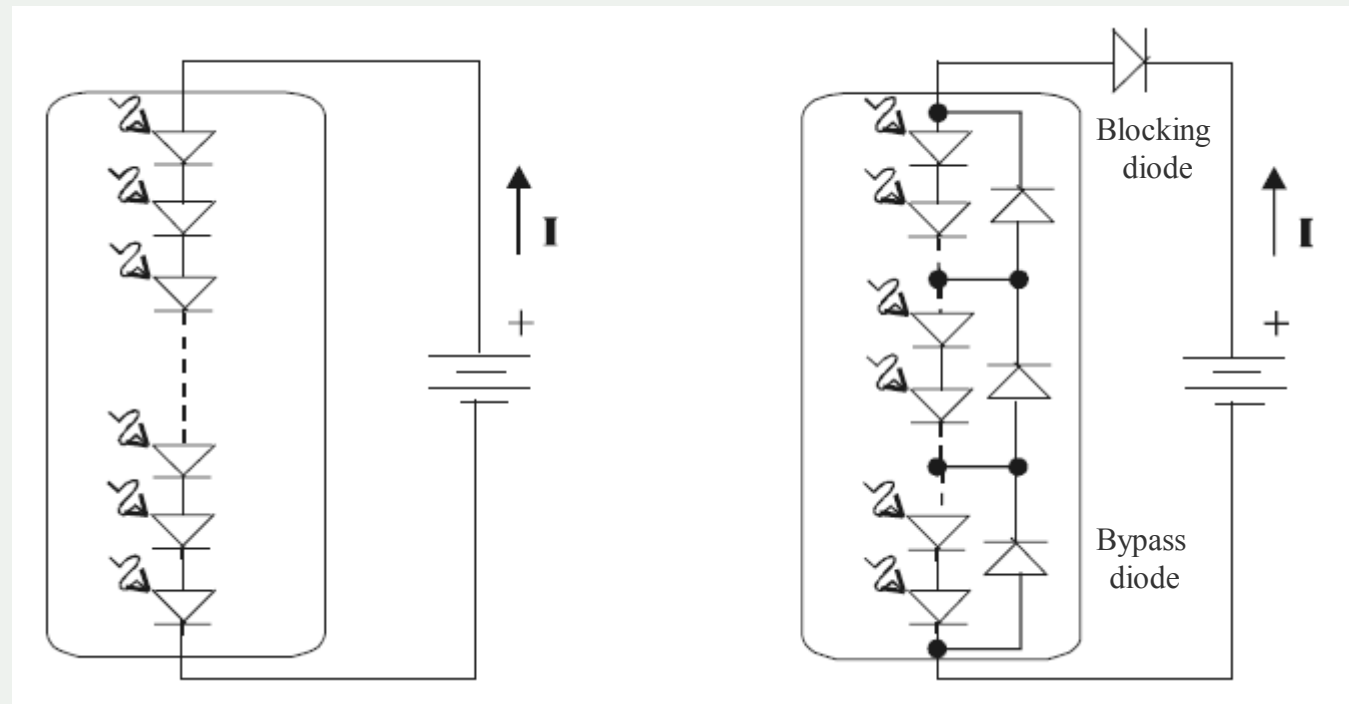 I
+
Blocking
diode
I
+
Bypass
diode